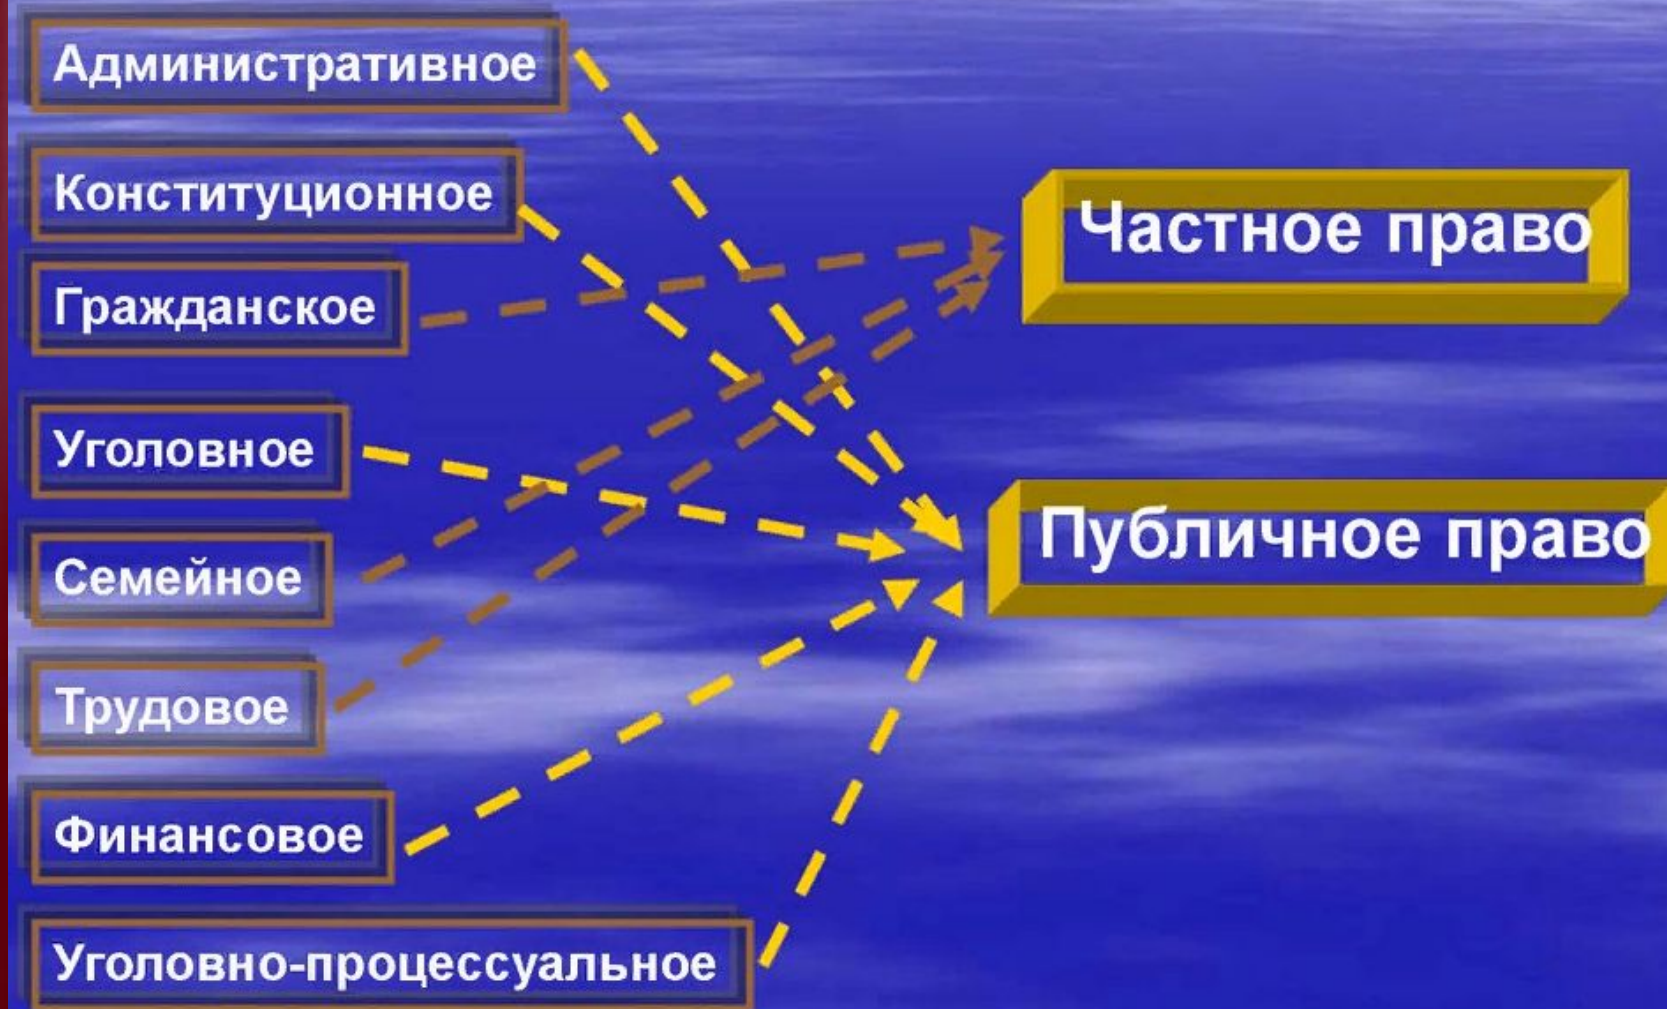 Административное
Конституционное
Гражданское
Уголовное
Семейное
Трудовое
Финансовое
Уголовно-процессуальное
Частное право
Публичное право